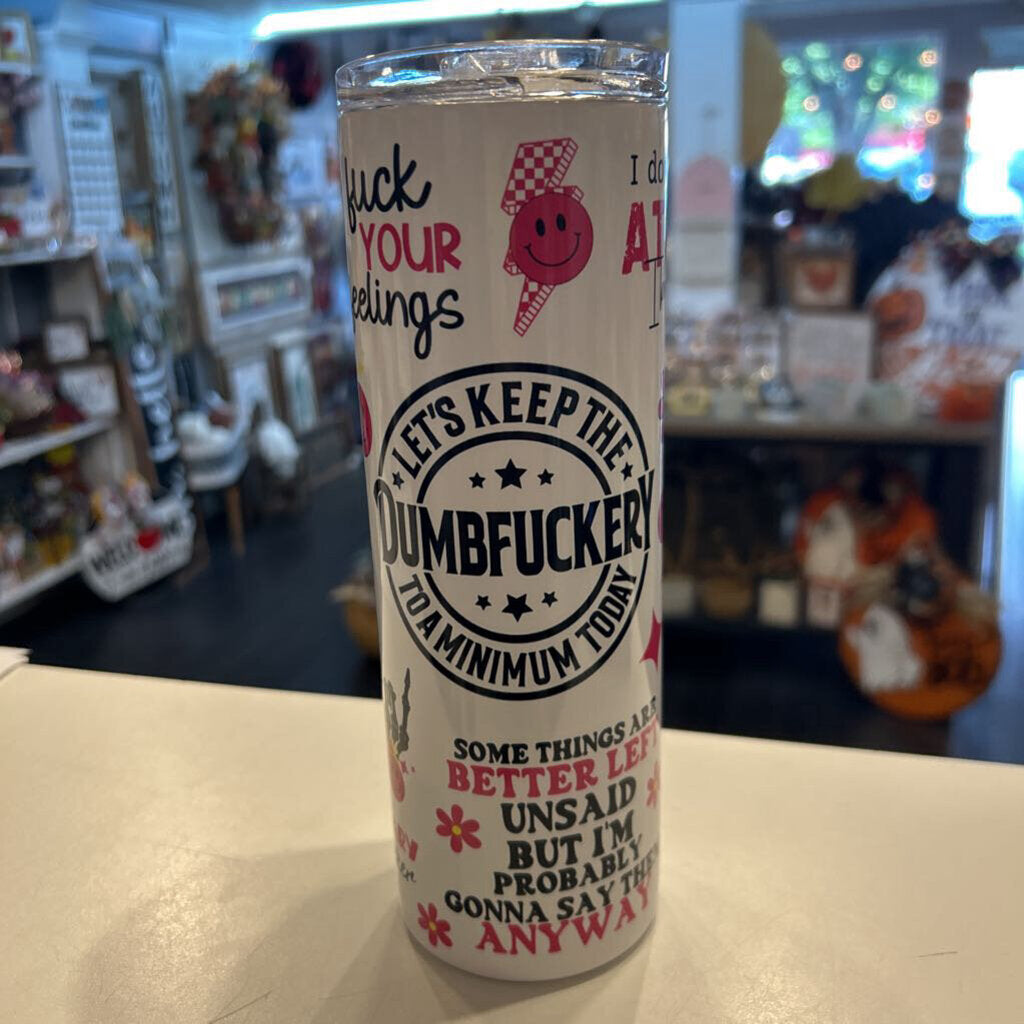 fuck
YOUR
feelings
I do
LET'S KEEP THE
DUMBFUCKERY
TO A MINIMUM TODAY
SOME THINGS ARE
BETTER LEFT
UNSAID
BUT I'M
PROBABLY
GONNA SAY THEM
ANYWAY
WELCOME